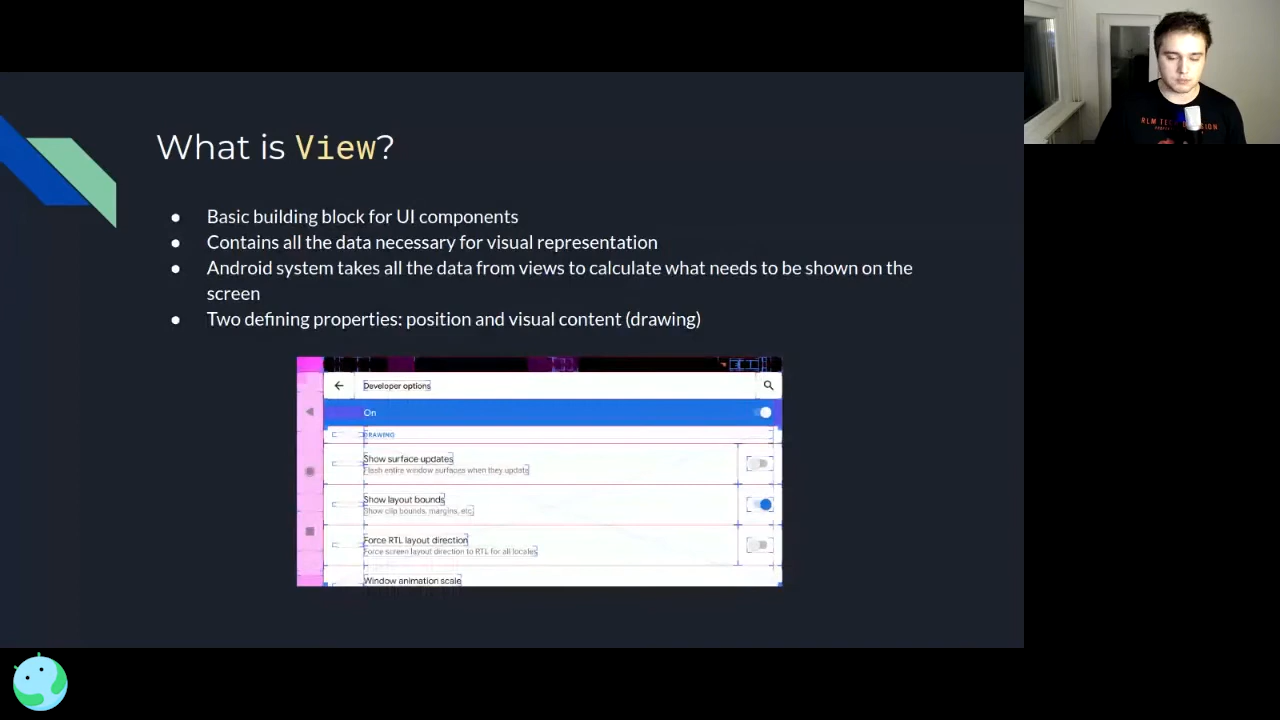 What is View?
● Basic building block for UI components
● Contains all the data necessary for visual representation
● Android system takes all the data from views to calculate what needs to be shown on the
screen
● Two defining properties: position and visual content (drawing)
Developer options
On
DRAWING
Show surface updates
Flash entire window surfaces when they update
Show layout bounds
Show clip bounds, margins, etc.
Force RTL layout direction
Force screen layout direction to RTL for all locales
Window animation scale
RLM